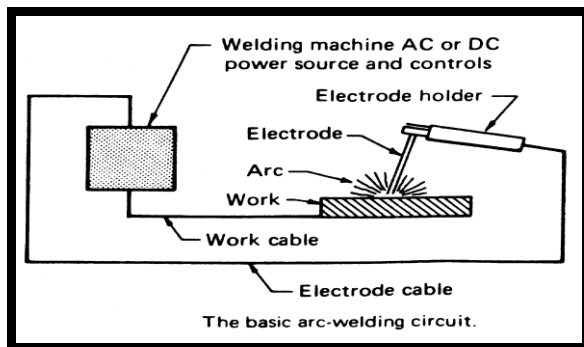 Welding machine AC or DC
power source and controls
Electrode holder
Electrode
Arc
Work
Work cable
Electrode cable
The basic arc-welding circuit.